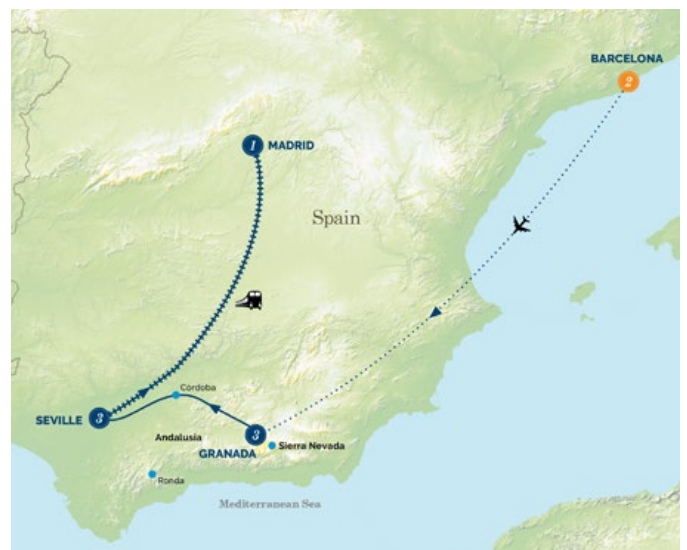 BARCELONA
2
1 MADRID
Spain
Córdoba
SEVILLE 3
Andalusia
3
GRANADA
Sierra Nevada
Ronda
Mediterranean Sea